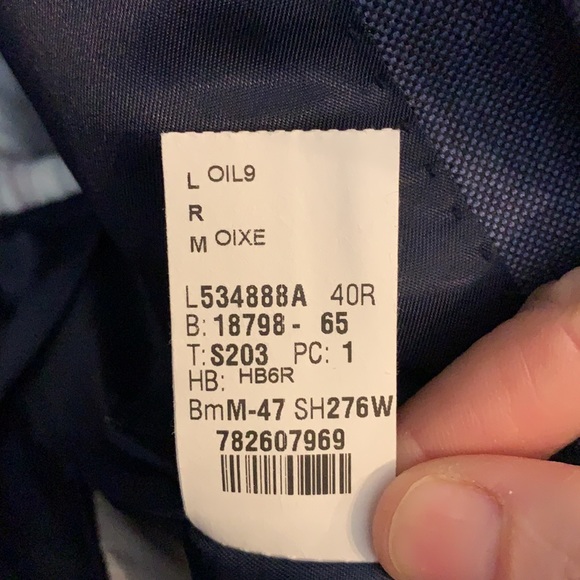 L OIL9
R
M OIXE
L534888A 40R
B: 18798- 65
T: S203 PC: 1
HB: HB6R
BmM-47 SH276W
782607969